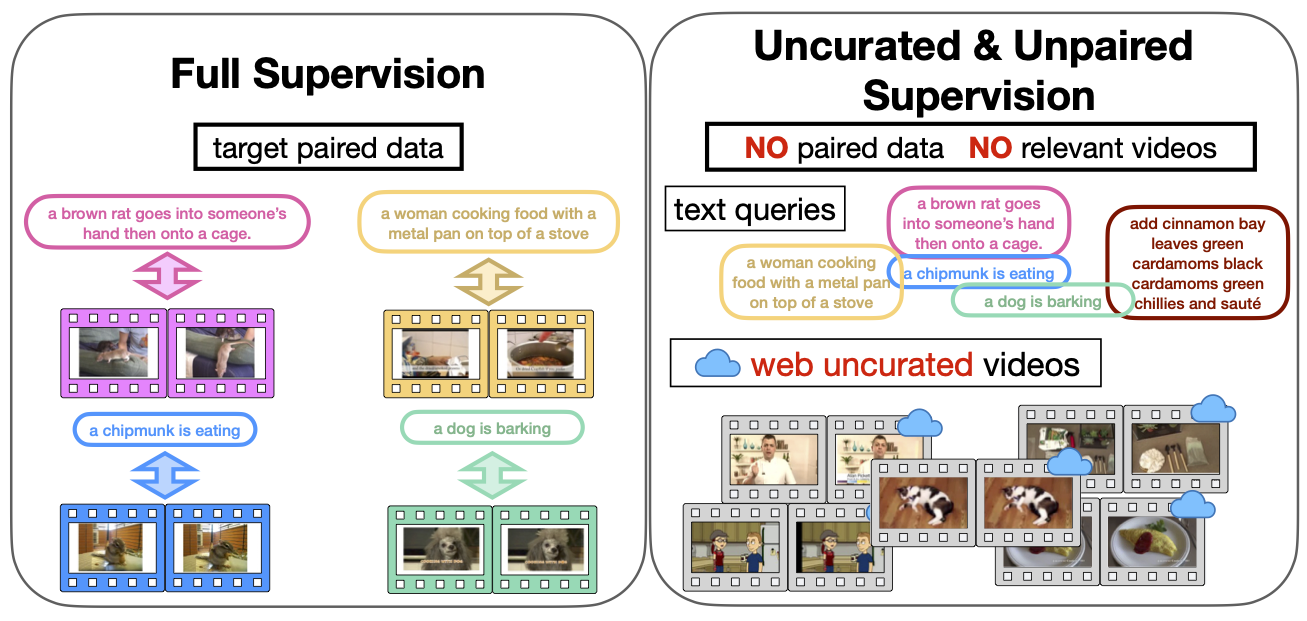 Full Supervision
target paired data
a brown rat goes into someone's
hand then onto a cage.
a woman cooking food with a
metal pan on top of a stove
a chipmunk is eating
a dog is barking
Uncurated & Unpaired
Supervision
NO paired data NO relevant videos
text queries
a brown rat goes
into someone's hand
then onto a cage.
a woman cooking
food with a metal pan
on top of a stove
a chipmunk is eating
a dog is barking
add cinnamon bay
leaves green
cardamoms black
cardamoms green
chillies and sauté
web uncurated videos